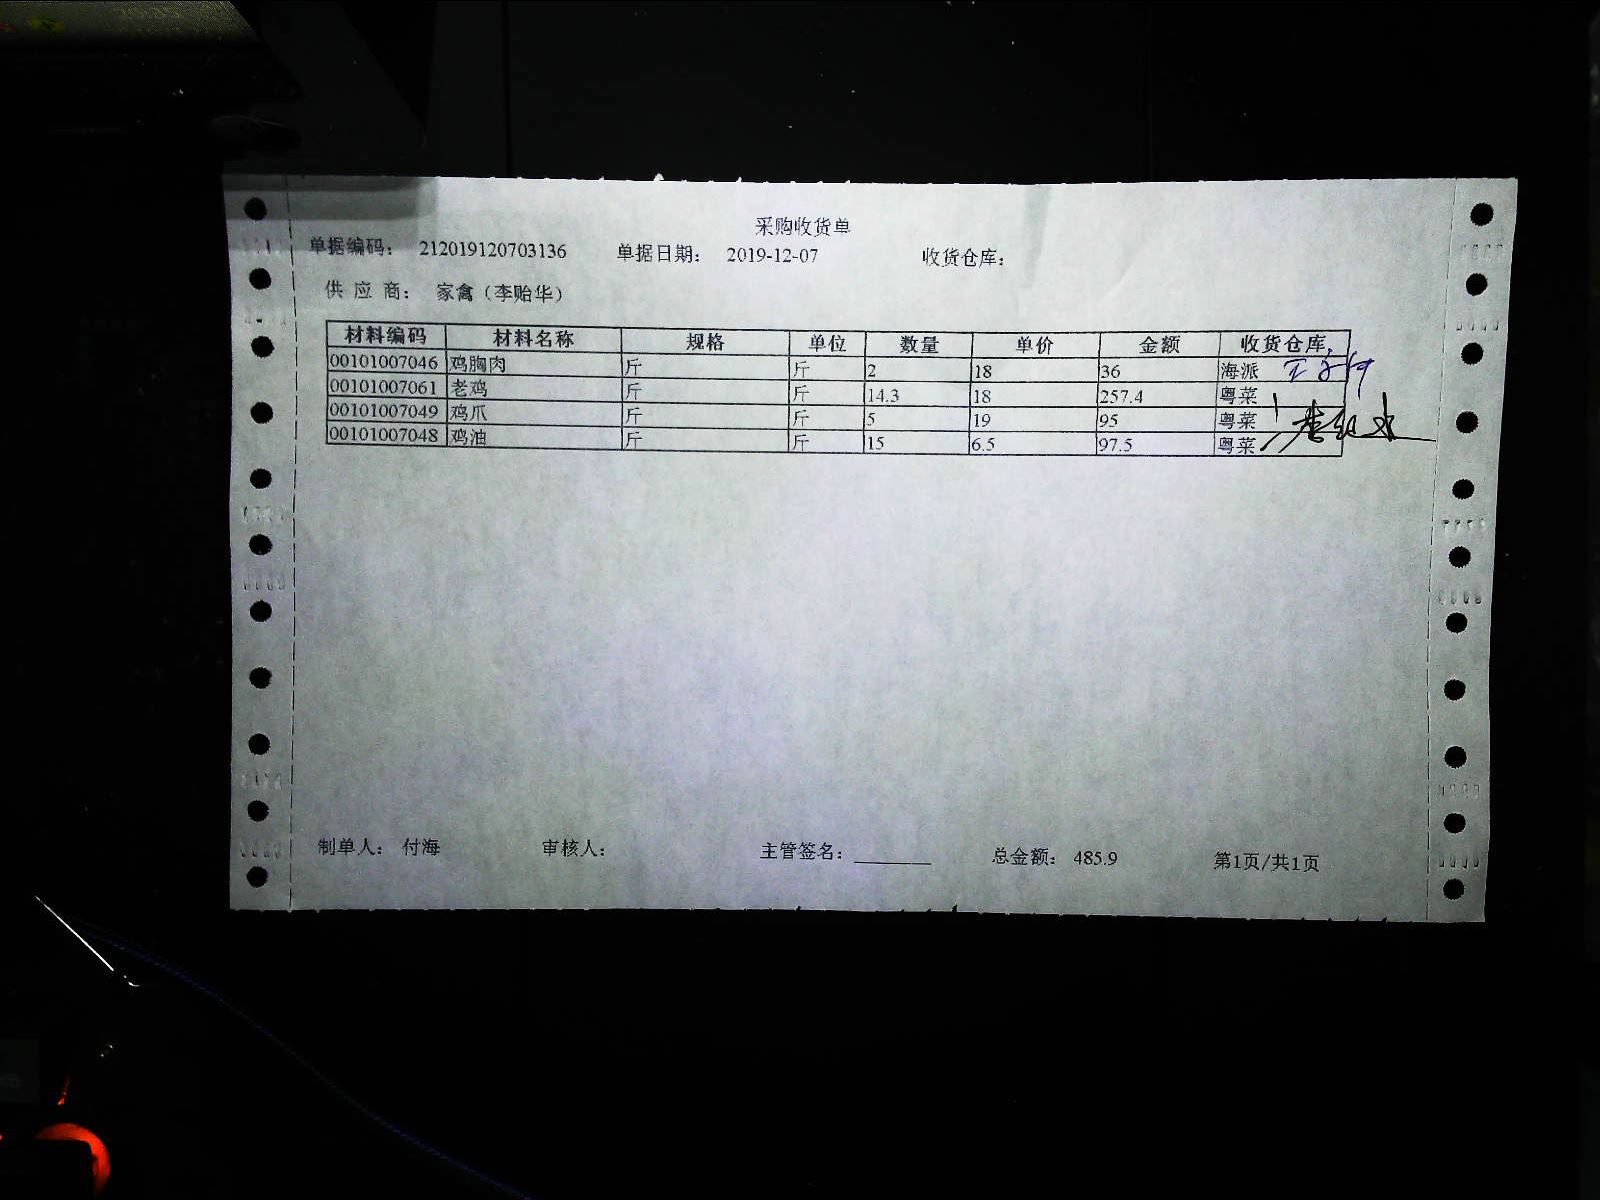 采购收货单
单据编码： 212019120703136 单据日期： 2019-12-07 收货仓库：
供 应 商： 家禽（李贻华）
材料编码 材料名称 规格 单位 数量 单价 金额 收货仓库
00101007046 鸡胸肉 斤 斤 2 18 36 海派
00101007061 老鸡 斤 斤 14.3 18 257.4 粤菜
00101007049 鸡爪 斤 斤 5 19 95 粤菜
00101007048 鸡油 斤 斤 15 6.5 97.5 粤菜
制单人： 付海 审核人： 主管签名： 总金额： 485.9 第1页/共1页